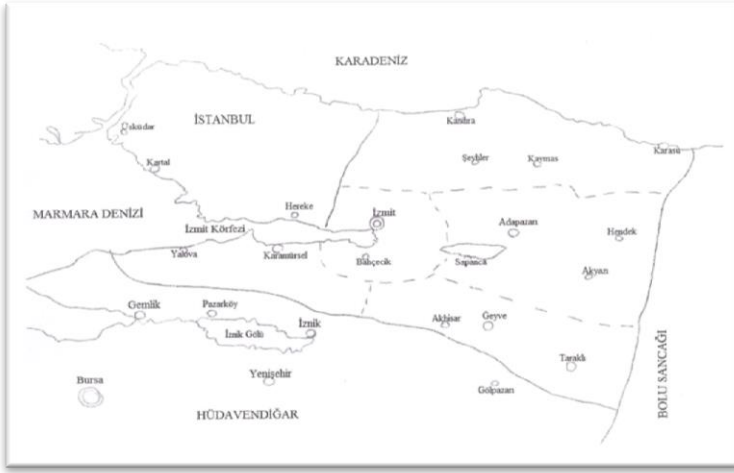 KARADENİZ
İSTANBUL
Kandıra
Üsküdar
Karasu
Şeyhler
Kaymas
Kartal
Hereke
MARMARA DENİZİ
İzmit
İzmit Körfezi
Adapazarı
Hendek
Yalova
Karamürsel
Bahçecik
Sapanca
Akyazı
Gemlik
Pazarköy
İznik
Akhisar
Geyve
İznik Gölü
Taraklı
Yenişehir
Bursa
Gölpazarı
HÜDAVENDİĞAR
BOLU SANCAĞI